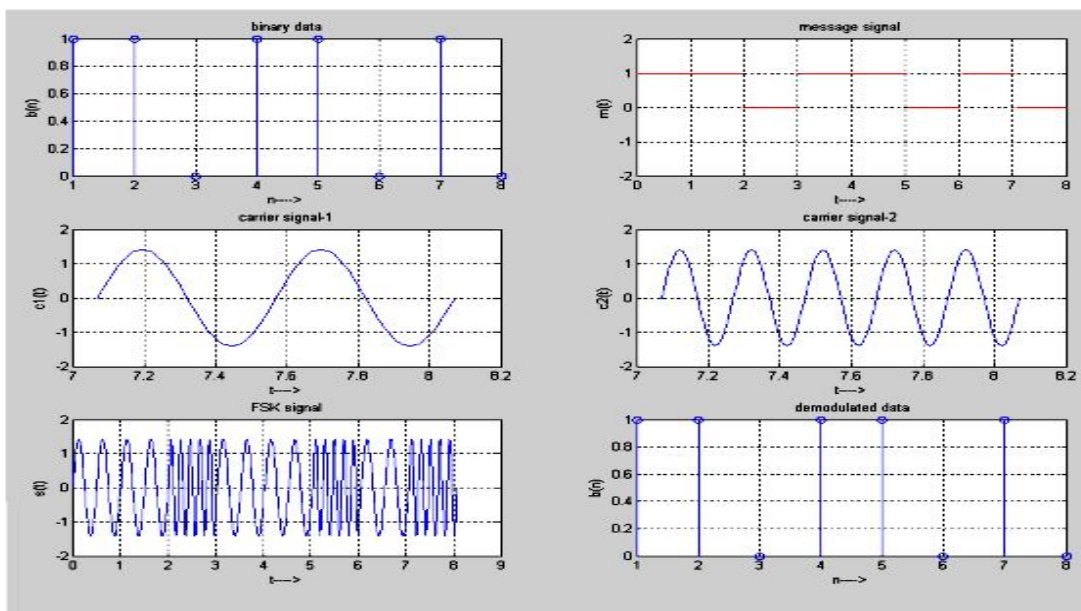 binary data
1
0.8
0.6
0.4
0.2
0
b(n)
1 2 3 4 5 6 7 8
n---->
message signal
2
1
0
-1
-2
m(t)
0 1 2 3 4 5 6 7 8
t---->
carrier signal-1
2
1
0
-1
-2
c1(t)
7 7.2 7.4 7.6 7.8 8 8.2
t---->
carrier signal-2
2
1
0
-1
-2
c2(t)
7 7.2 7.4 7.6 7.8 8 8.2
t---->
FSK signal
2
1
0
-1
-2
s(t)
0 1 2 3 4 5 6 7 8 9
t---->
demodulated data
1
0.8
0.6
0.4
0.2
0
b(n)
1 2 3 4 5 6 7 8
n---->